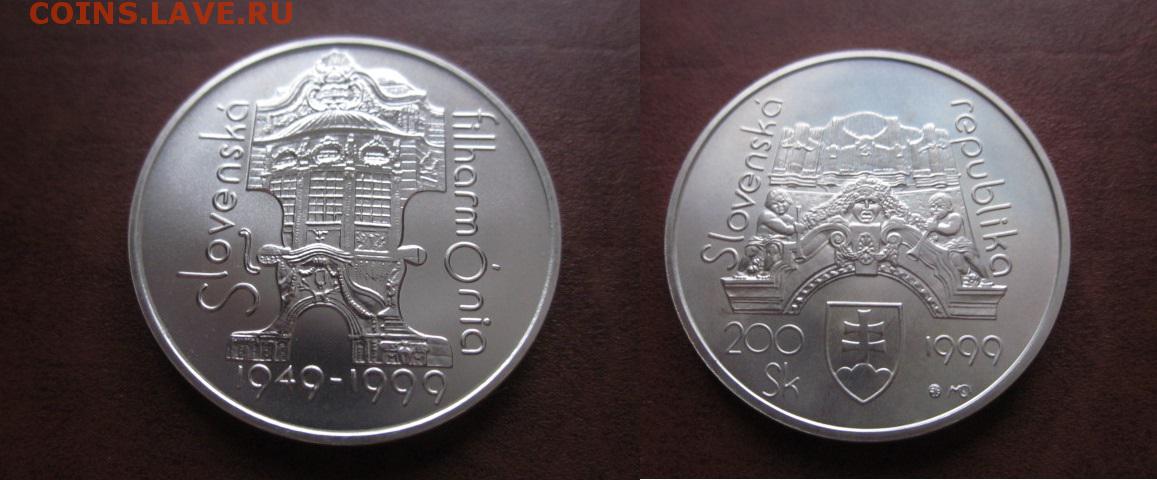 COINS.LAVE.RU
Slovenská
filharmÓnia
1949-1999
Slovenská
republika
200
Sk
1999